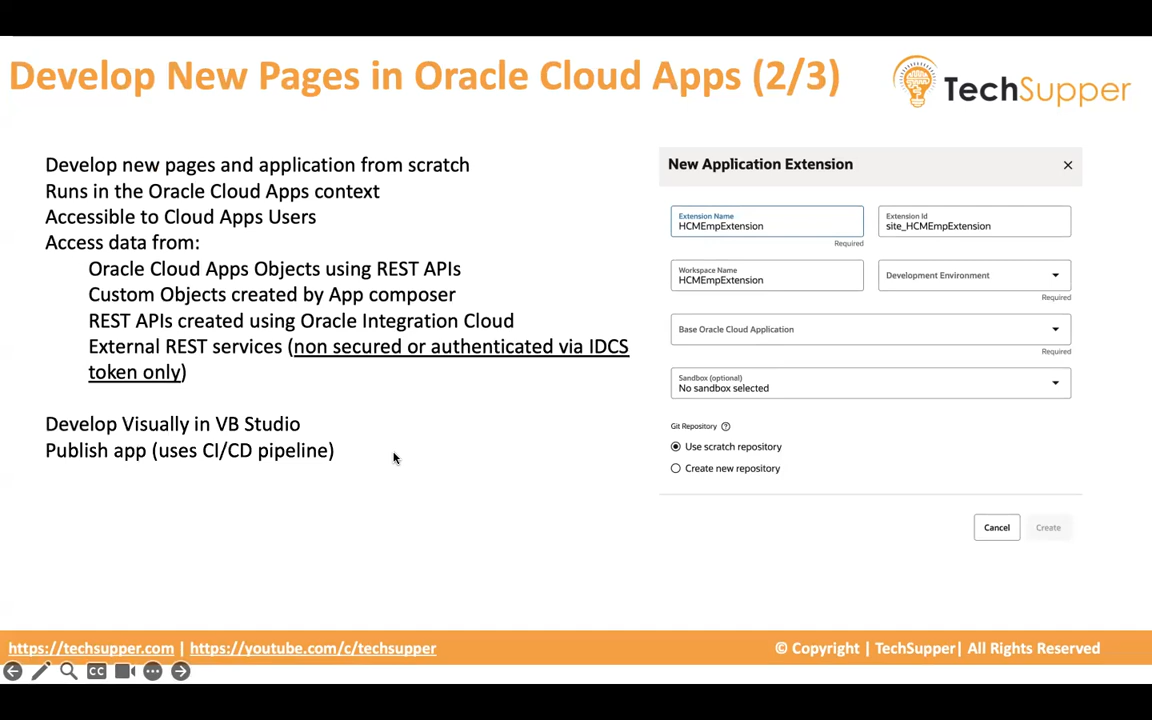 Develop New Pages in Oracle Cloud Apps (2/3)
TechSupper
Develop new pages and application from scratch
Runs in the Oracle Cloud Apps context
Accessible to Cloud Apps Users
Access data from:
Oracle Cloud Apps Objects using REST APIs
Custom Objects created by App composer
REST APIs created using Oracle Integration Cloud
External REST services (non secured or authenticated via IDCS
token only)
Develop Visually in VB Studio
Publish app (uses CI/CD pipeline)
New Application Extension
Extension Name
HCMEmpExtension
Required
Extension Id
site_HCMEmpExtension
Workspace Name
HCMEmpExtension
Development Environment
Required
Base Oracle Cloud Application
Required
Sandbox (optional)
No sandbox selected
Git Repository
Use scratch repository
Create new repository
Cancel
Create
https://techsupper.com | https://youtube.com/c/techsupper
© Copyright | TechSupper| All Rights Reserved
CC